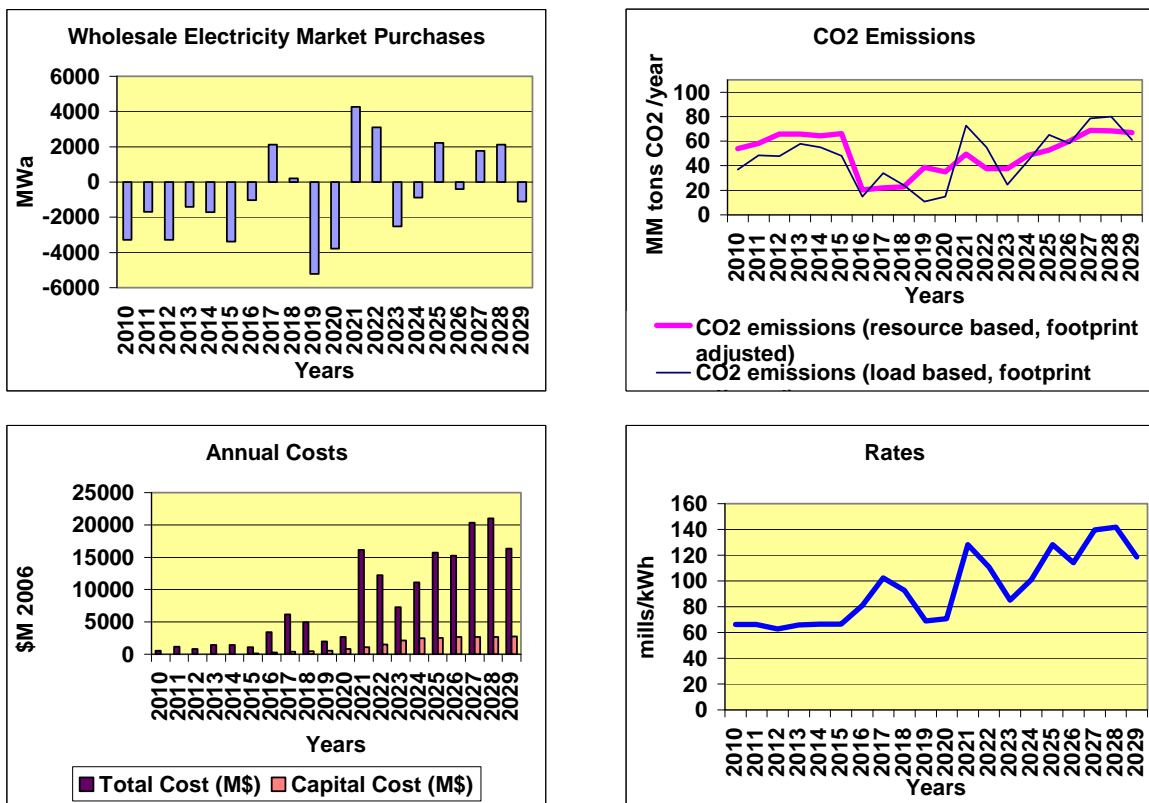 Wholesale Electricity Market Purchases
6000
4000
2000
0
-2000
-4000
-6000
MWa
2010 2011 2012 2013 2014 2015 2016 2017 2018 2019 2020 2021 2022 2023 2024 2025 2026 2027 2028 2029
Years
CO2 Emissions
100
80
60
40
20
0
MM tons CO2 /year
2010 2011 2012 2013 2014 2015 2016 2017 2018 2019 2020 2021 2022 2023 2024 2025 2026 2027 2028 2029
Years
CO2 emissions (resource based, footprint
adjusted)
CO2 emissions (load based, footprint
Annual Costs
25000
20000
15000
10000
5000
0
$M 2006
2010 2011 2012 2013 2014 2015 2016 2017 2018 2019 2020 2021 2022 2023 2024 2025 2026 2027 2028 2029
Years
Total Cost (M$) Capital Cost (M$)
Rates
160
140
120
100
80
60
40
20
0
mills/kWh
2010 2011 2012 2013 2014 2015 2016 2017 2018 2019 2020 2021 2022 2023 2024 2025 2026 2027 2028 2029
Years